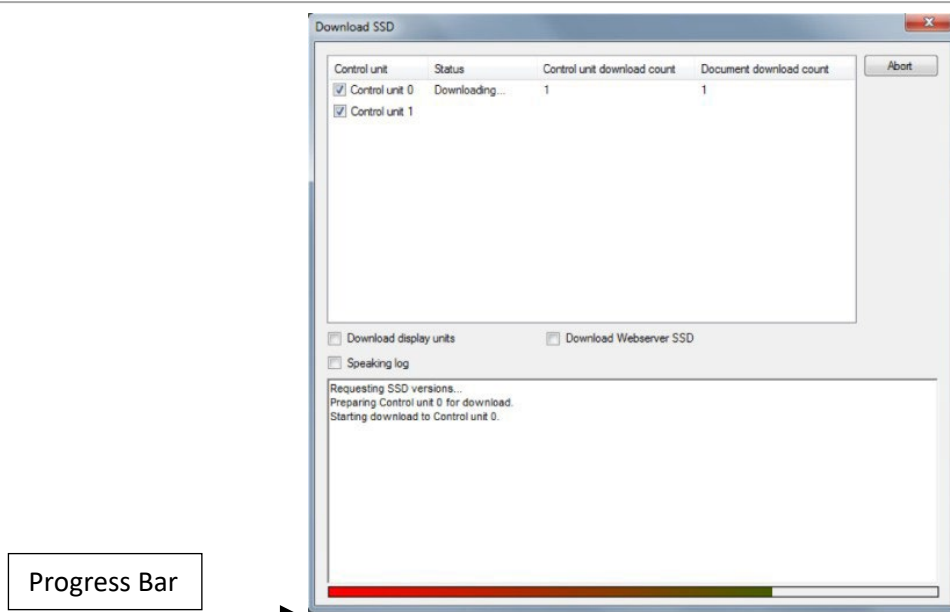 Download SSD
Control unit Status Control unit download count Document download count Abort
Control unit 0 Downloading... 1 1
Control unit 1
Download display units Download Webserver SSD
Speaking log
Requesting SSD versions...
Preparing Control unit 0 for download.
Starting download to Control unit 0.
Progress Bar